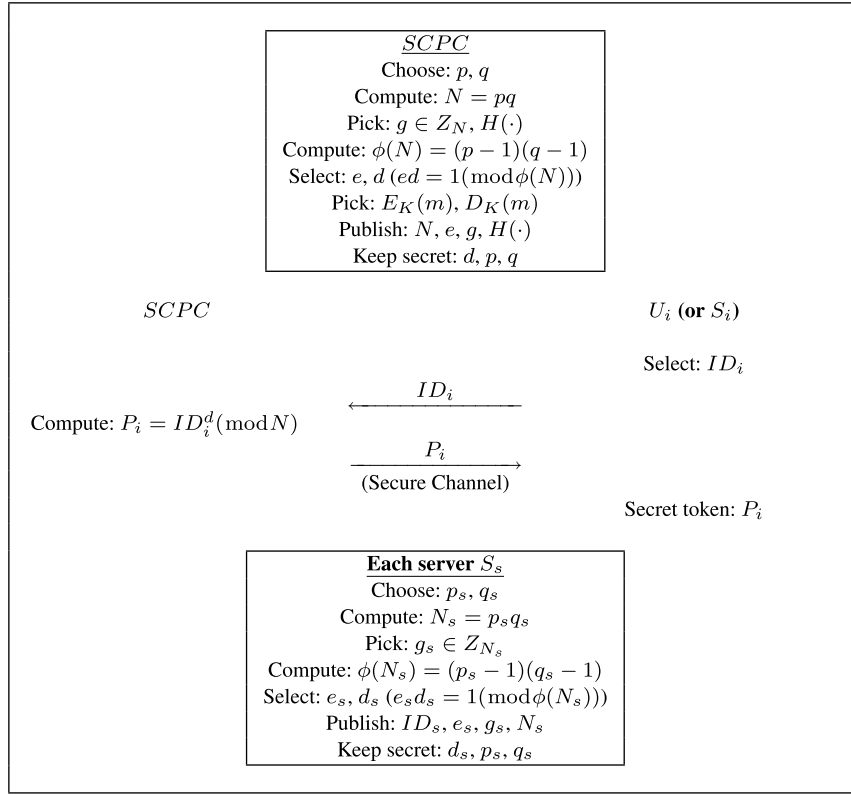 SCPC
Choose: p, q
Compute: N = pq
Pick: g ∈ Z_N, H(·)
Compute: ϕ(N) = (p − 1)(q − 1)
Select: e, d (ed = 1(mod ϕ(N)))
Pick: E_K(m), D_K(m)
Publish: N, e, g, H(·)
Keep secret: d, p, q
SCPC U_i (or S_i)
Select: ID_i
ID_i
Compute: P_i = ID_i^d (mod N)
P_i
(Secure Channel)
Secret token: P_i
Each server S_s
Choose: p_s, q_s
Compute: N_s = p_s q_s
Pick: g_s ∈ Z_{N_s}
Compute: ϕ(N_s) = (p_s − 1)(q_s − 1)
Select: e_s, d_s (e_s d_s = 1(mod ϕ(N_s)))
Publish: ID_s, e_s, g_s, N_s
Keep secret: d_s, p_s, q_s